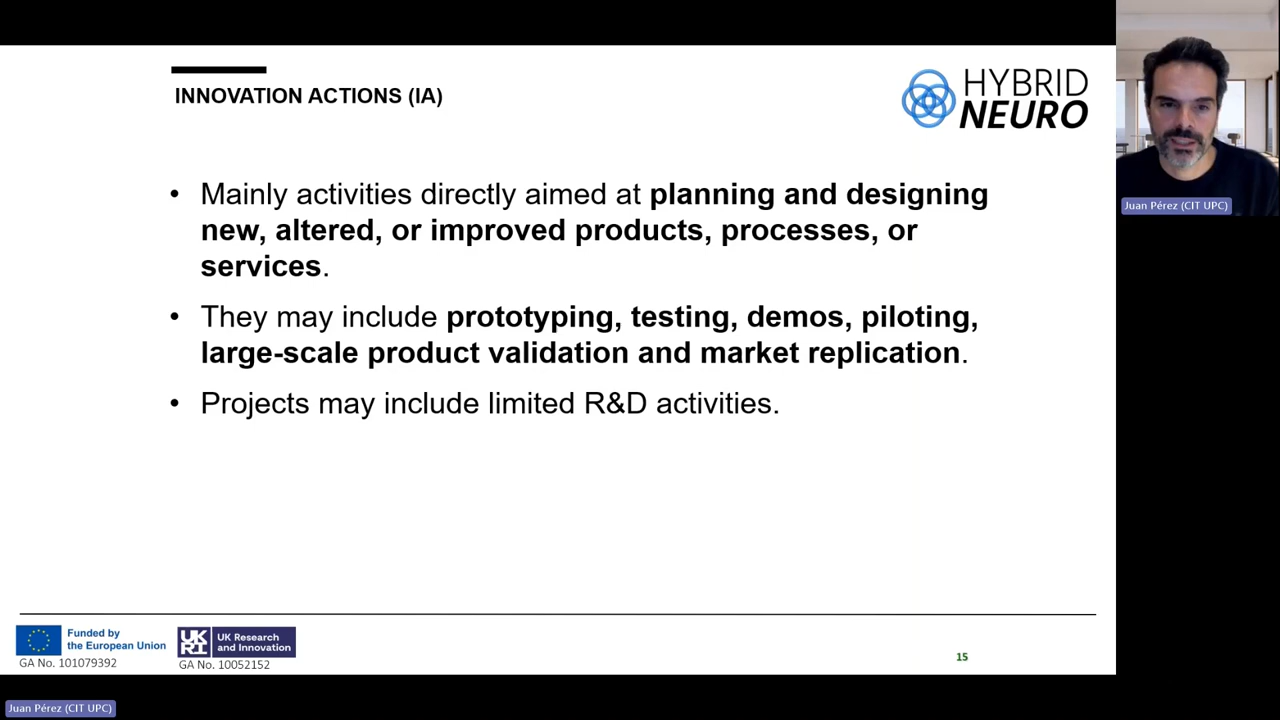 INNOVATION ACTIONS (IA)
HYBRID
NEURO
• Mainly activities directly aimed at planning and designing
new, altered, or improved products, processes, or
services.
• They may include prototyping, testing, demos, piloting,
large-scale product validation and market replication.
• Projects may include limited R&D activities.
Juan Pérez (CIT UPC)
Funded by
the European Union
GA No. 101079392
UK
RI
UK Research
and Innovation
GA No. 10052152
15
Juan Pérez (CIT UPC)